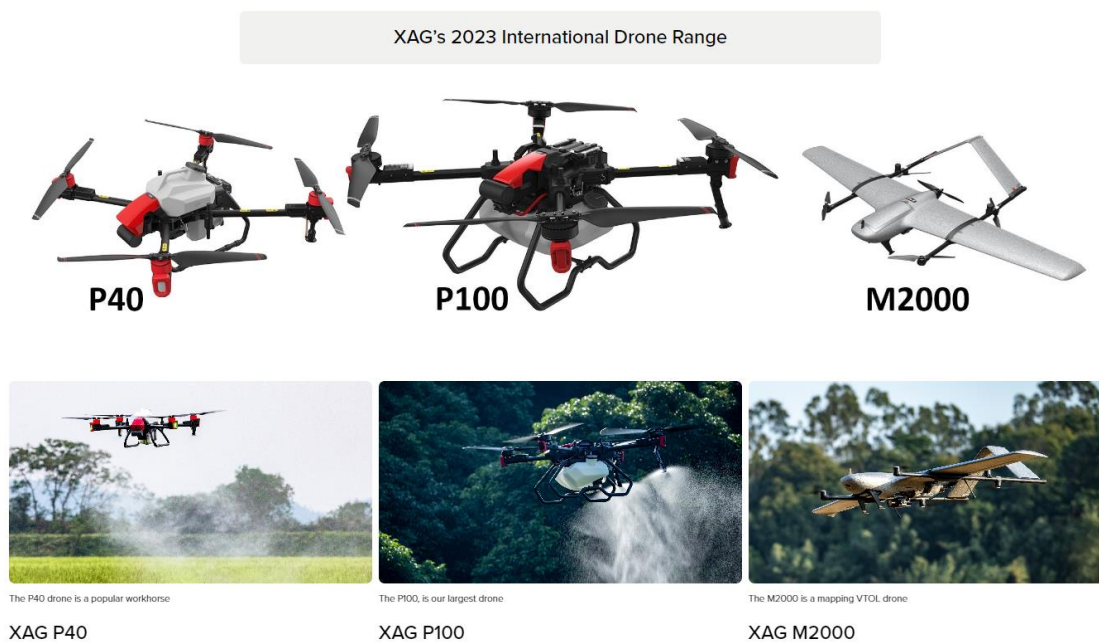 XAG's 2023 International Drone Range
P40
P100
M2000
The P40 drone is a popular workhorse
The P100, is our largest drone
The M2000 is a mapping VTOL drone
XAG P40
XAG P100
XAG M2000